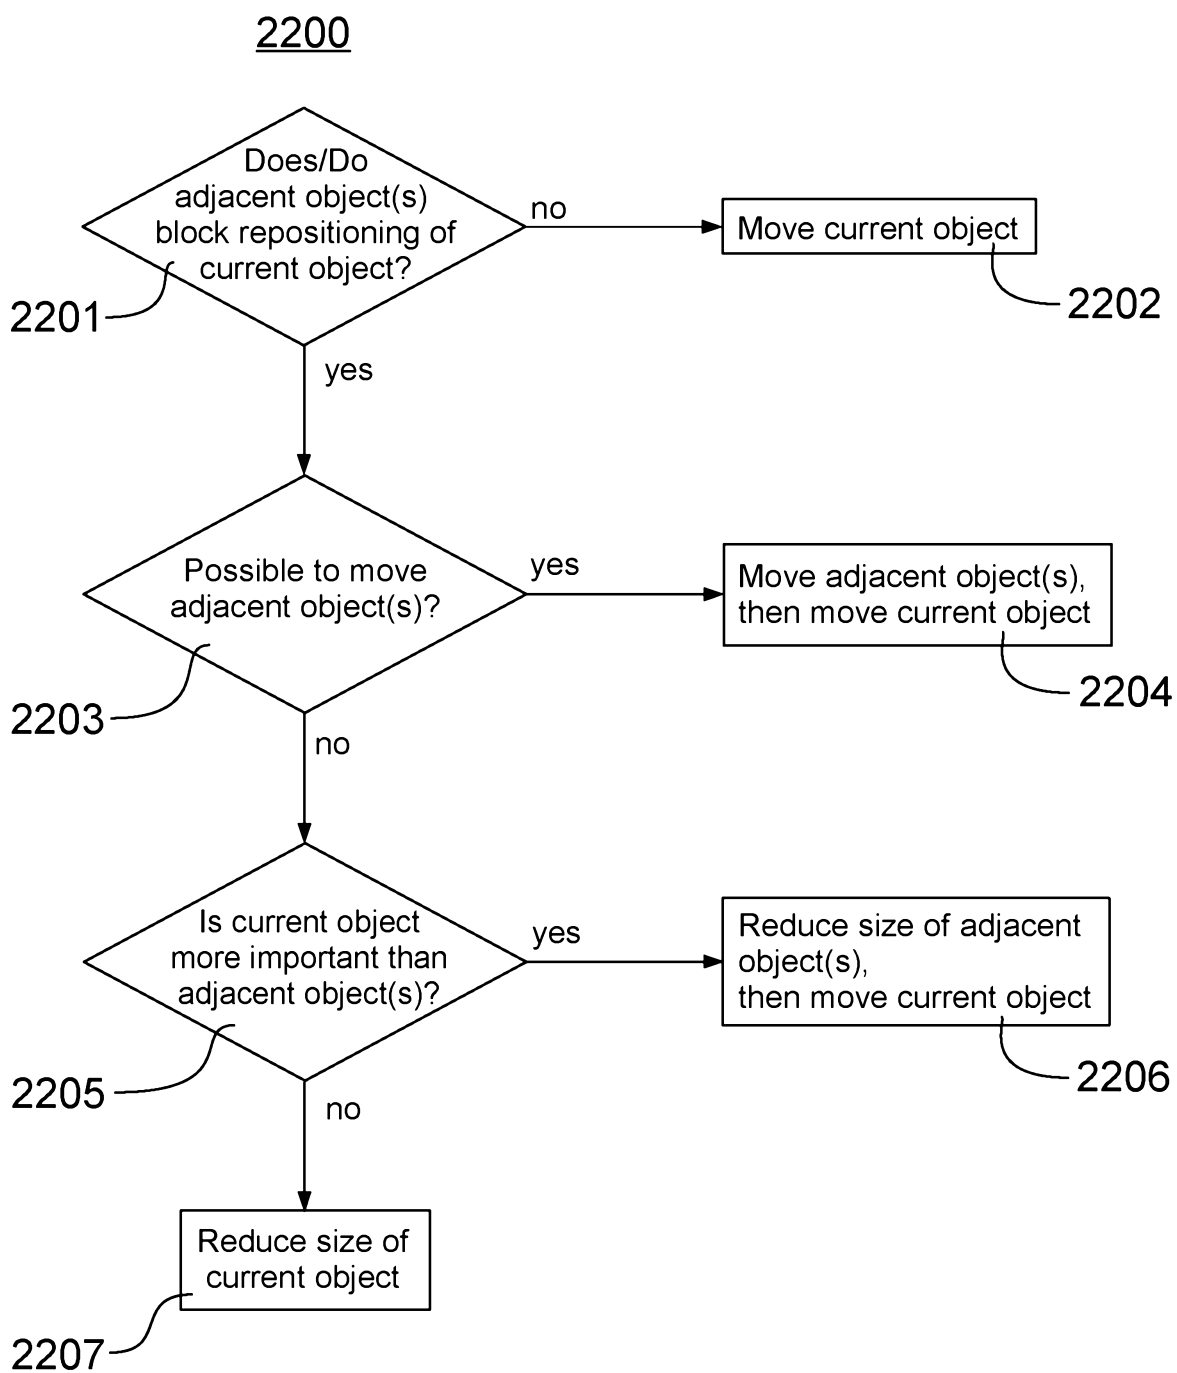 2200
Does/Do
adjacent object(s)
block repositioning of
current object?
no
Move current object
2201
2202
yes
Possible to move
adjacent object(s)?
yes
Move adjacent object(s),
then move current object
2203
2204
no
Is current object
more important than
adjacent object(s)?
yes
Reduce size of adjacent
object(s),
then move current object
2205
2206
no
Reduce size of
current object
2207